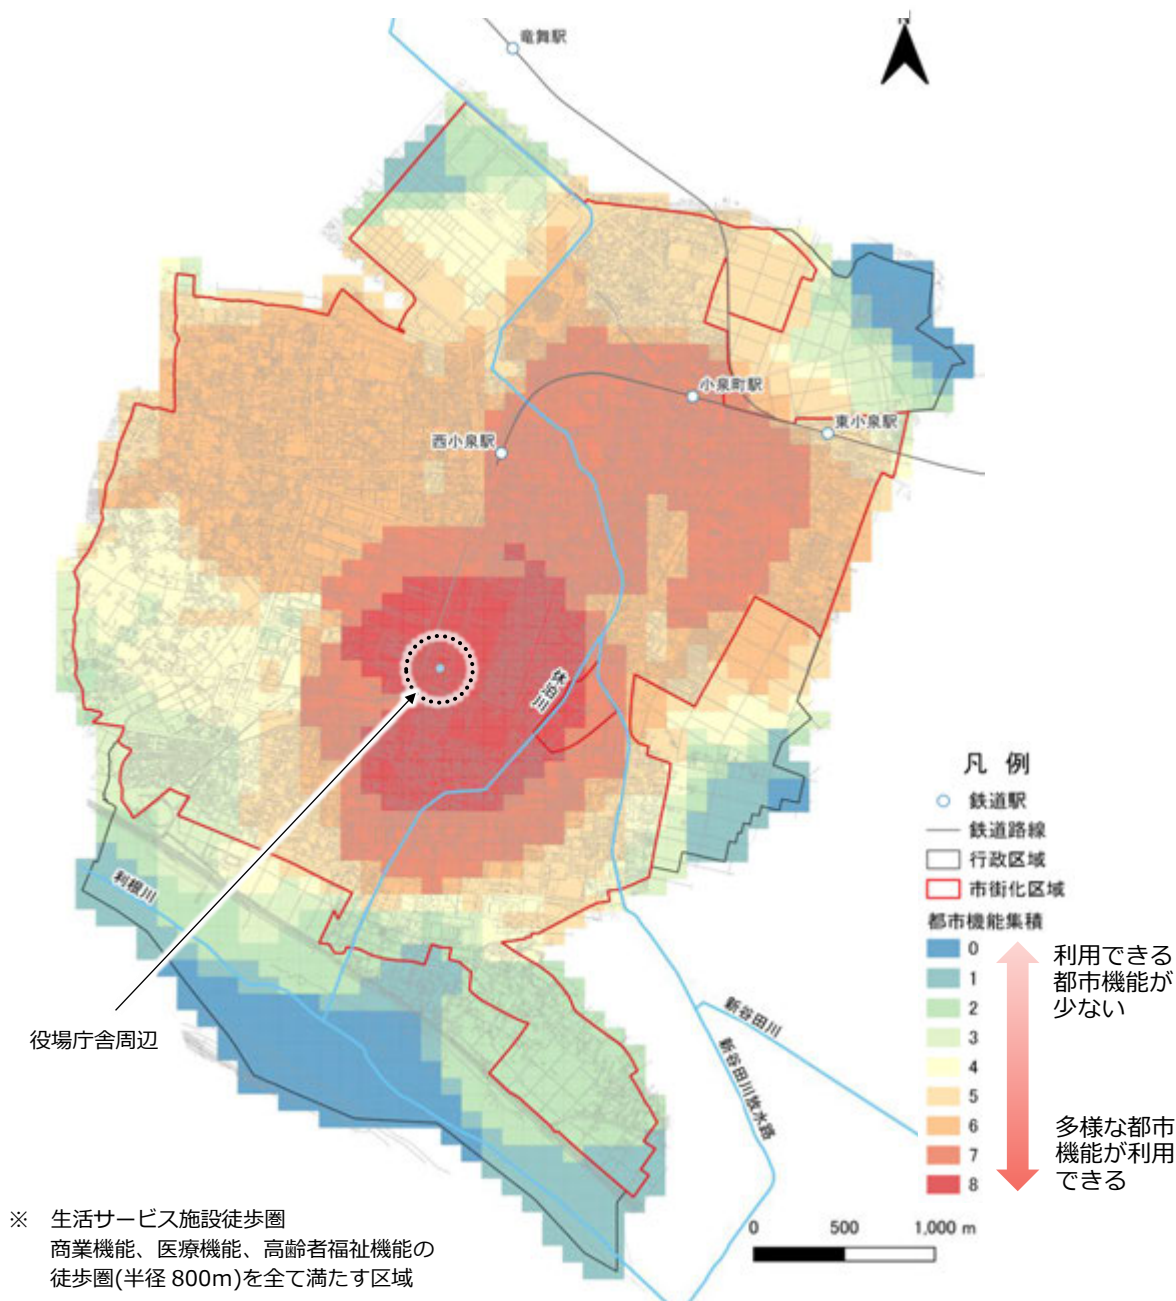 N
竜舞駅
小泉町駅
東小泉駅
西小泉駅
休泊川
利根川
役場庁舎周辺
新谷田川
新谷田川放水路
凡 例
鉄道駅
鉄道路線
行政区域
市街化区域
都市機能集積
0
1
2
3
4
5
6
7
8
利用できる
都市機能が
少ない
多様な都市
機能が利用
できる
0 500 1,000 m
※ 生活サービス施設徒歩圏
商業機能、医療機能、高齢者福祉機能の
徒歩圏(半径 800m)を全て満たす区域